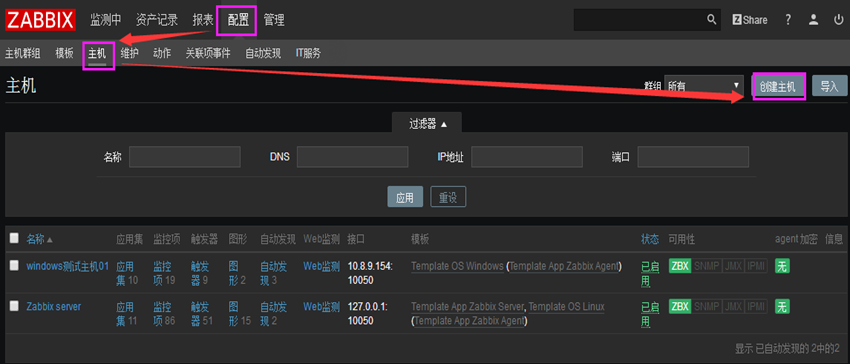 ZABBIX 监测中 资产记录 报表 配置 管理 Share ?
主机群组 模板 主机 维护 动作 关联项事件 自动发现 IT服务
主机 群组 所有 创建主机 导入
过滤器
名称 DNS IP地址 端口
应用 重设
名称 应用集 监控项 触发器 图形 自动发现 Web监测 接口 模板 状态 可用性 agent 加密 信息
windows测试主机01 应用 监控 触发 图 自动发 Web监测 10.8.9.154: Template OS Windows (Template App Zabbix Agent) 已启 ZBX SNMP JMX IPMI 无
集 10 项 19 器 9 形 2 现 3 10050 用
Zabbix server 应用 监控 触发 图 自动发 Web监测 127.0.0.1: Template App Zabbix Server, Template OS Linux 已启 ZBX SNMP JMX IPMI 无
集 11 项 86 器 51 形 15 现 2 10050 (Template App Zabbix Agent) 用
显示 已自动发现的 2中的2